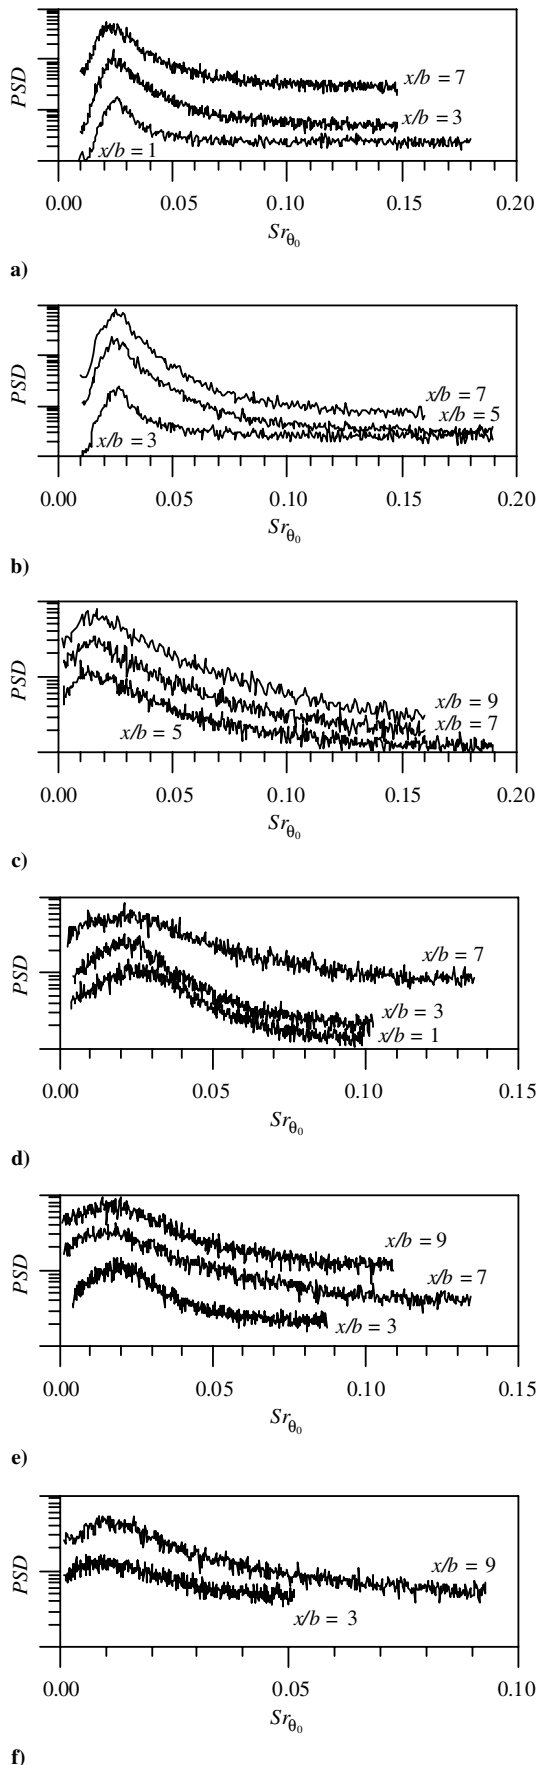 PSD
x/b = 7
x/b = 3
x/b = 1
0.00 0.05 0.10 0.15 0.20
Srθ0
a)
PSD
x/b = 7
x/b = 5
x/b = 3
0.00 0.05 0.10 0.15 0.20
Srθ0
b)
PSD
x/b = 9
x/b = 7
x/b = 5
0.00 0.05 0.10 0.15 0.20
Srθ0
c)
PSD
x/b = 7
x/b = 3
x/b = 1
0.00 0.05 0.10 0.15
Srθ0
d)
PSD
x/b = 9
x/b = 7
x/b = 3
0.00 0.05 0.10 0.15
Srθ0
e)
PSD
x/b = 9
x/b = 3
0.00 0.05 0.10
Srθ0
f)